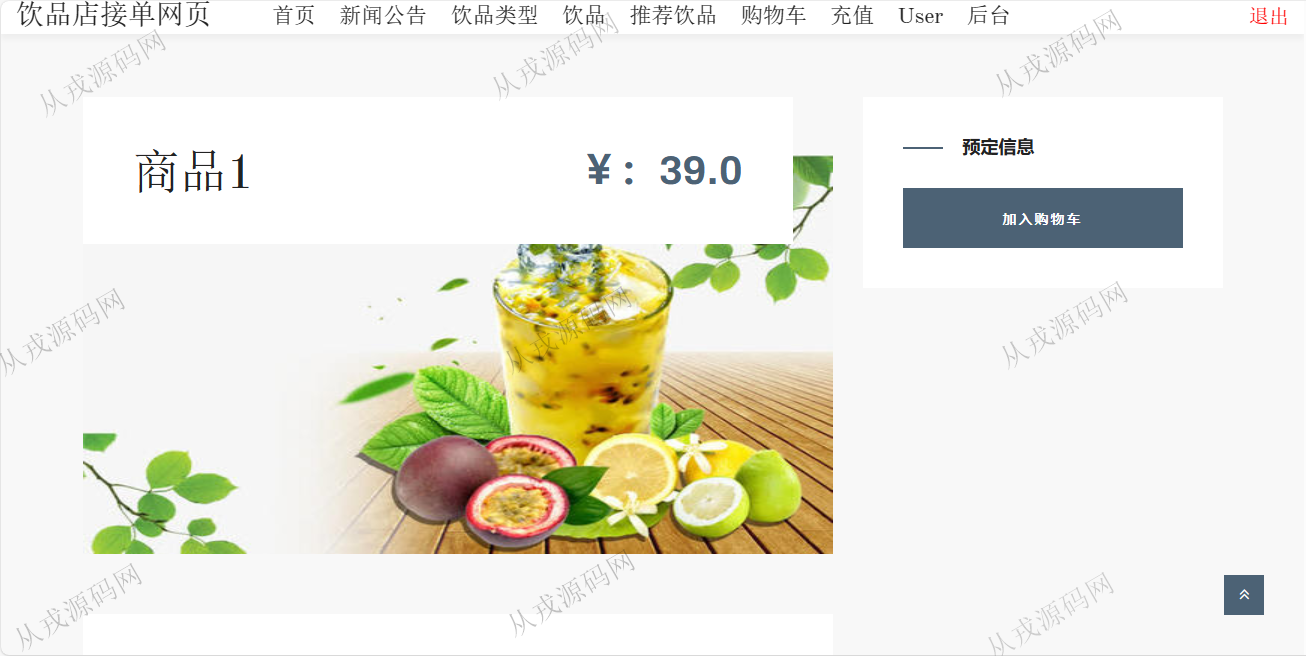 饮品店接单网页 首页 新闻公告 饮品类型 饮品 推荐饮品 购物车 充值 User 后台 退出
商品1 ¥： 39.0
预定信息
加入购物车
从戎源码网
从戎源码网
从戎源码网
从戎源码网
从戎源码网
从戎源码网
从戎源码网
从戎源码网
从戎源码网